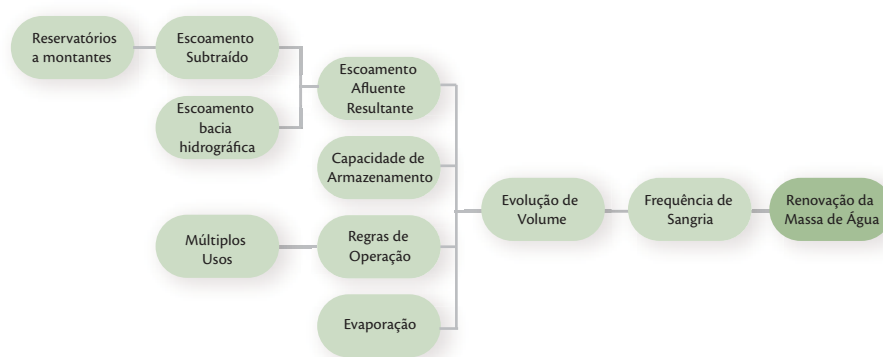 Reservatórios
a montantes
Escoamento
Subtraído
Escoamento
bacia
hidrográfica
Escoamento
Afluente
Resultante
Capacidade de
Armazenamento
Múltiplos
Usos
Regras de
Operação
Evaporação
Evolução de
Volume
Frequência de
Sangria
Renovação da
Massa de Água